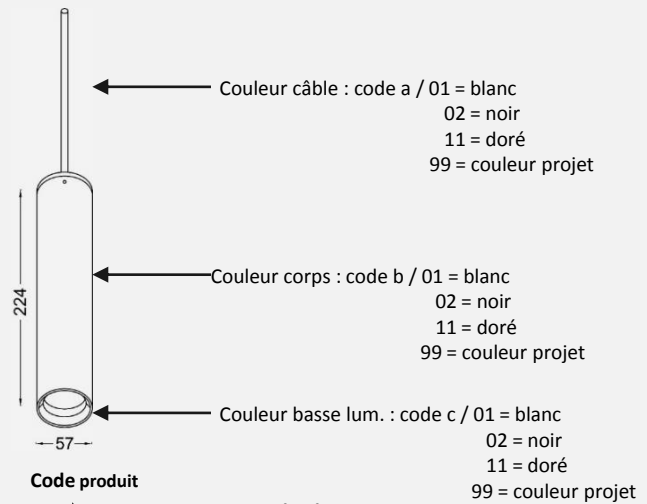 Couleur câble : code a / 01 = blanc
02 = noir
11 = doré
99 = couleur projet
Couleur corps : code b / 01 = blanc
02 = noir
11 = doré
99 = couleur projet
224
Couleur basse lum. : code c / 01 = blanc
02 = noir
11 = doré
99 = couleur projet
57
Code produit